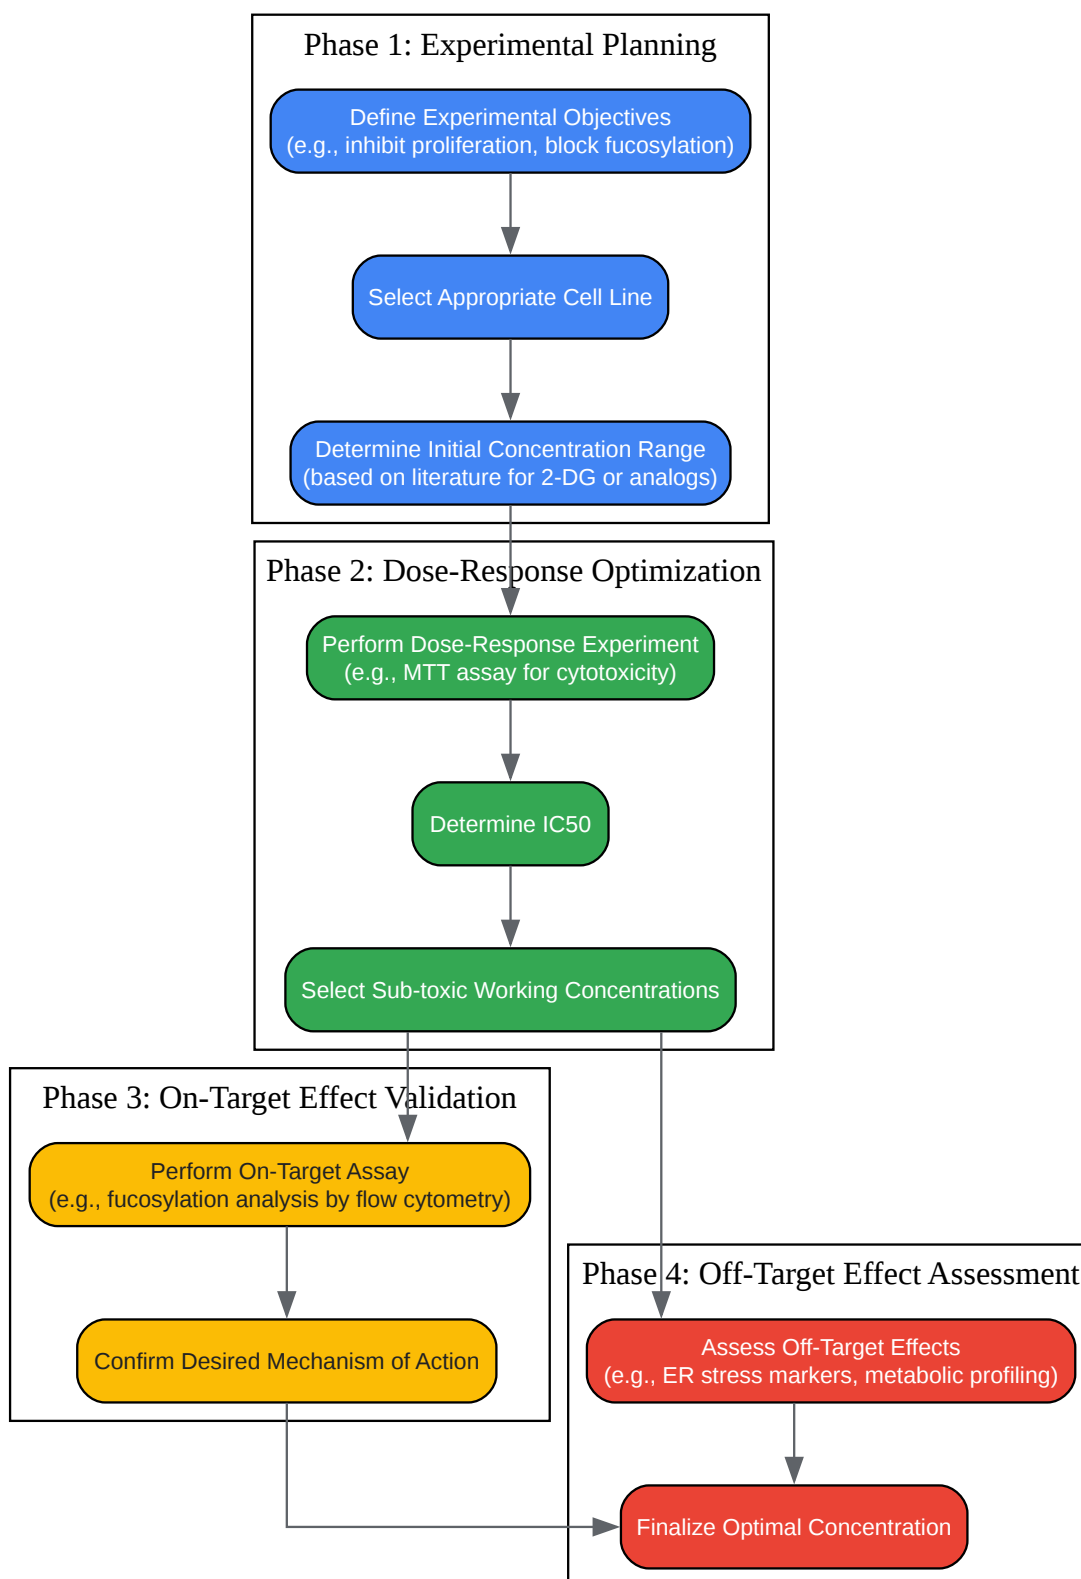 Phase 1: Experimental Planning
Define Experimental Objectives
(e.g., inhibit proliferation, block fucosylation)
Select Appropriate Cell Line
Determine Initial Concentration Range
(based on literature for 2-DG or analogs)
Phase 2: Dose-Response Optimization
Perform Dose-Response Experiment
(e.g., MTT assay for cytotoxicity)
Determine IC50
Select Sub-toxic Working Concentrations
Phase 3: On-Target Effect Validation
Perform On-Target Assay
(e.g., fucosylation analysis by flow cytometry)
Confirm Desired Mechanism of Action
Phase 4: Off-Target Effect Assessment
Assess Off-Target Effects
(e.g., ER stress markers, metabolic profiling)
Finalize Optimal Concentration